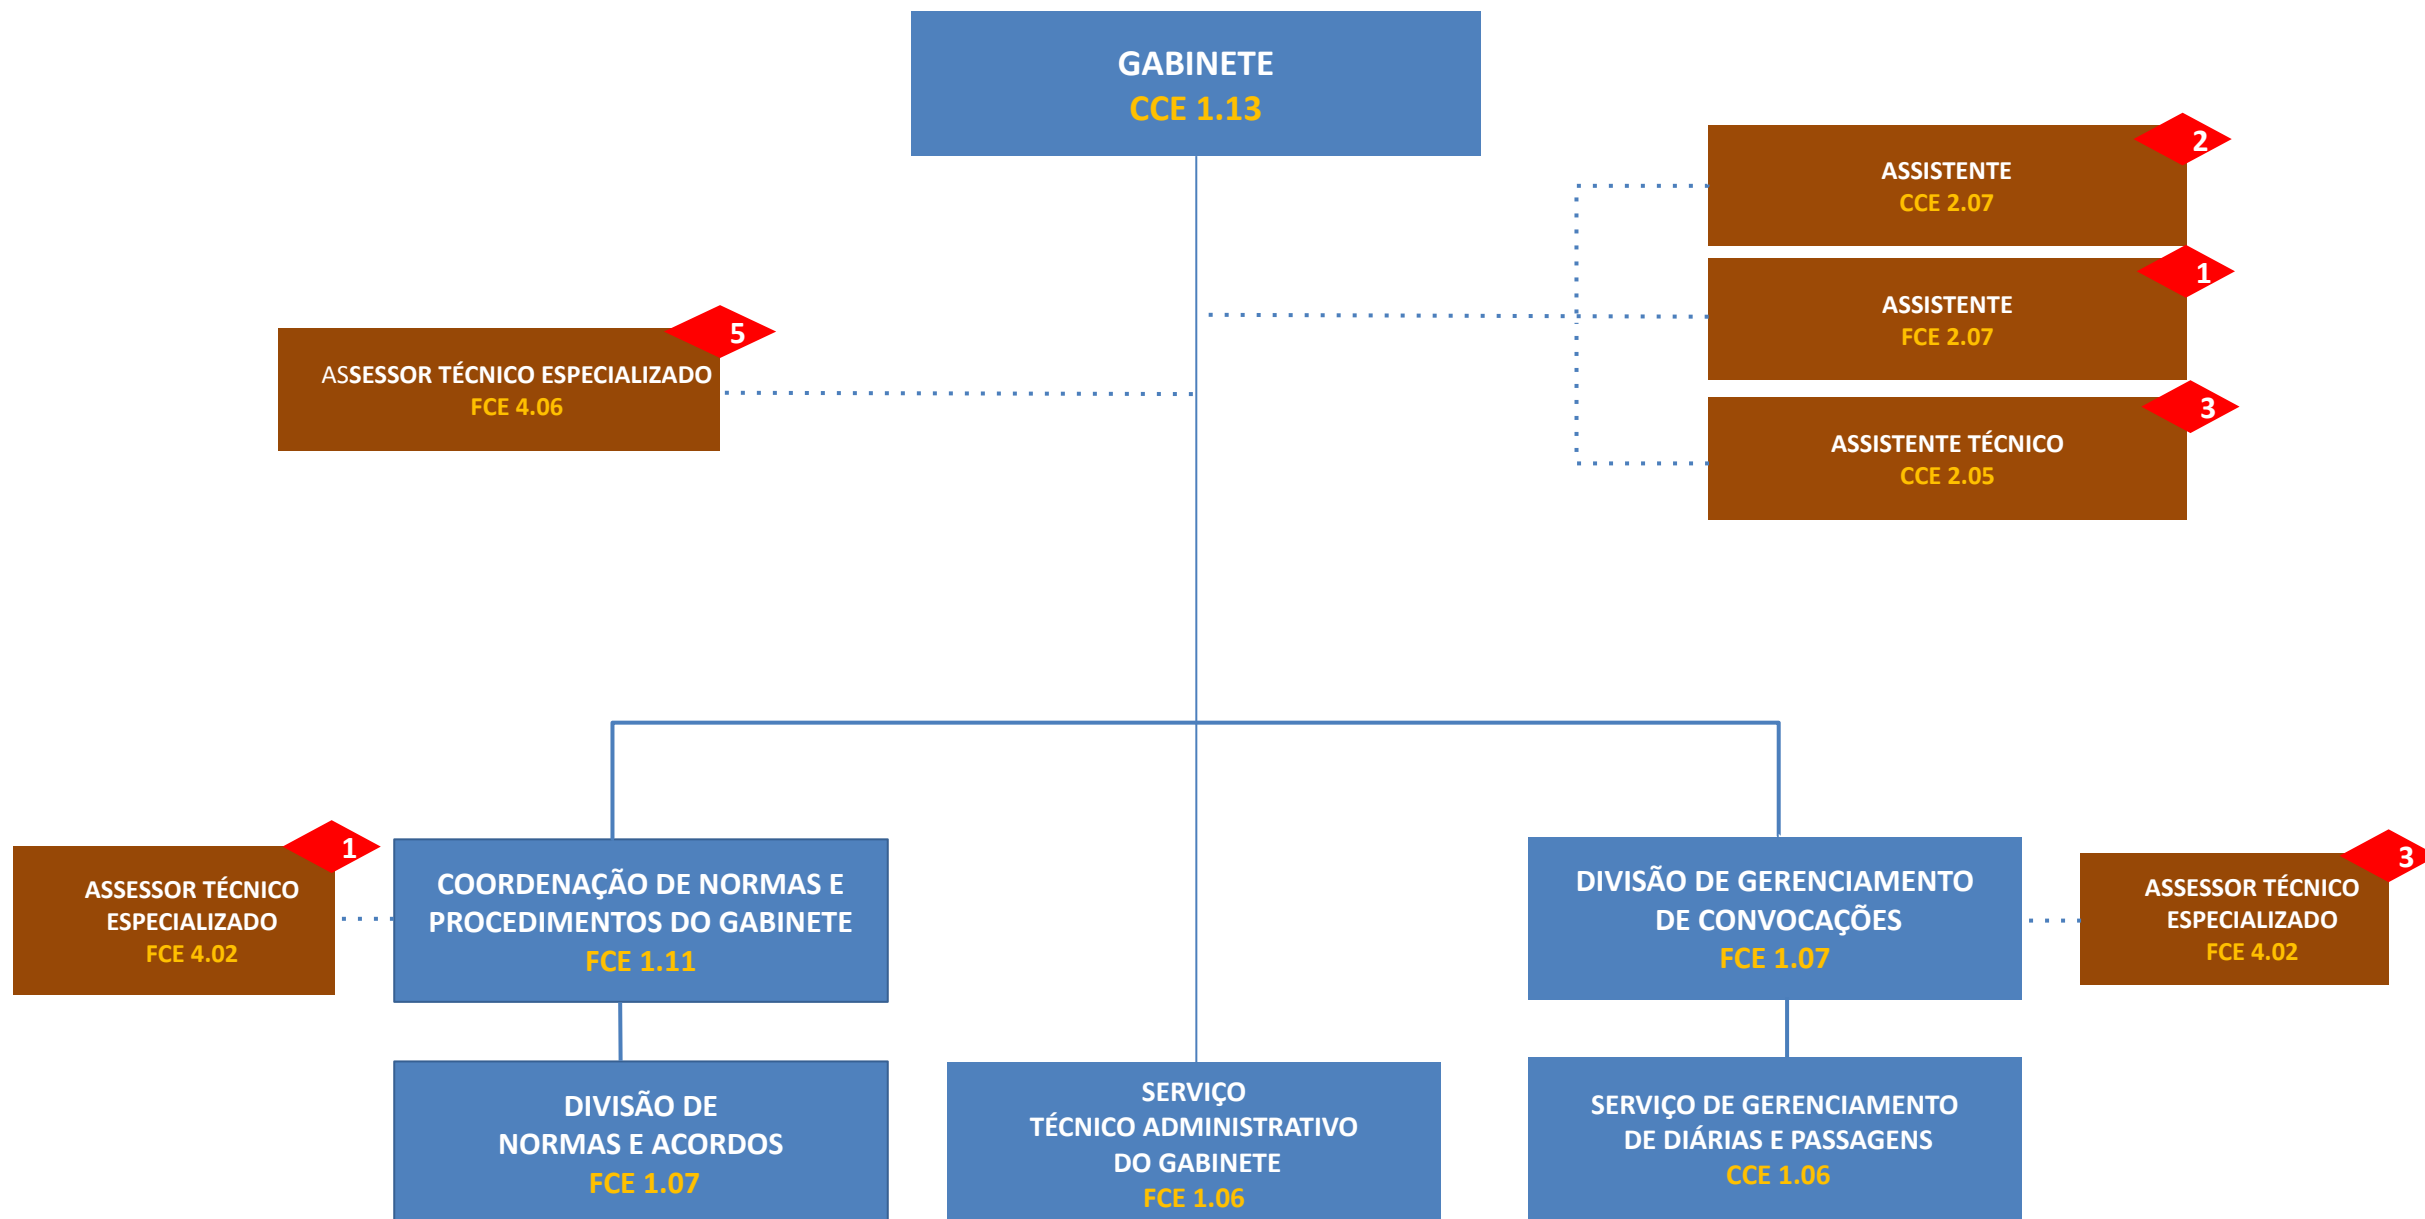 GABINETE
CCE 1.13
2
ASSISTENTE
CCE 2.07
1
ASSISTENTE
FCE 2.07
3
ASSISTENTE TÉCNICO
CCE 2.05
5
ASSESSOR TÉCNICO ESPECIALIZADO
FCE 4.06
1
ASSESSOR TÉCNICO
ESPECIALIZADO
FCE 4.02
COORDENAÇÃO DE NORMAS E
PROCEDIMENTOS DO GABINETE
FCE 1.11
DIVISÃO DE GERENCIAMENTO
DE CONVOCAÇÕES
FCE 1.07
3
ASSESSOR TÉCNICO
ESPECIALIZADO
FCE 4.02
DIVISÃO DE
NORMAS E ACORDOS
FCE 1.07
SERVIÇO
TÉCNICO ADMINISTRATIVO
DO GABINETE
FCE 1.06
SERVIÇO DE GERENCIAMENTO
DE DIÁRIAS E PASSAGENS
CCE 1.06